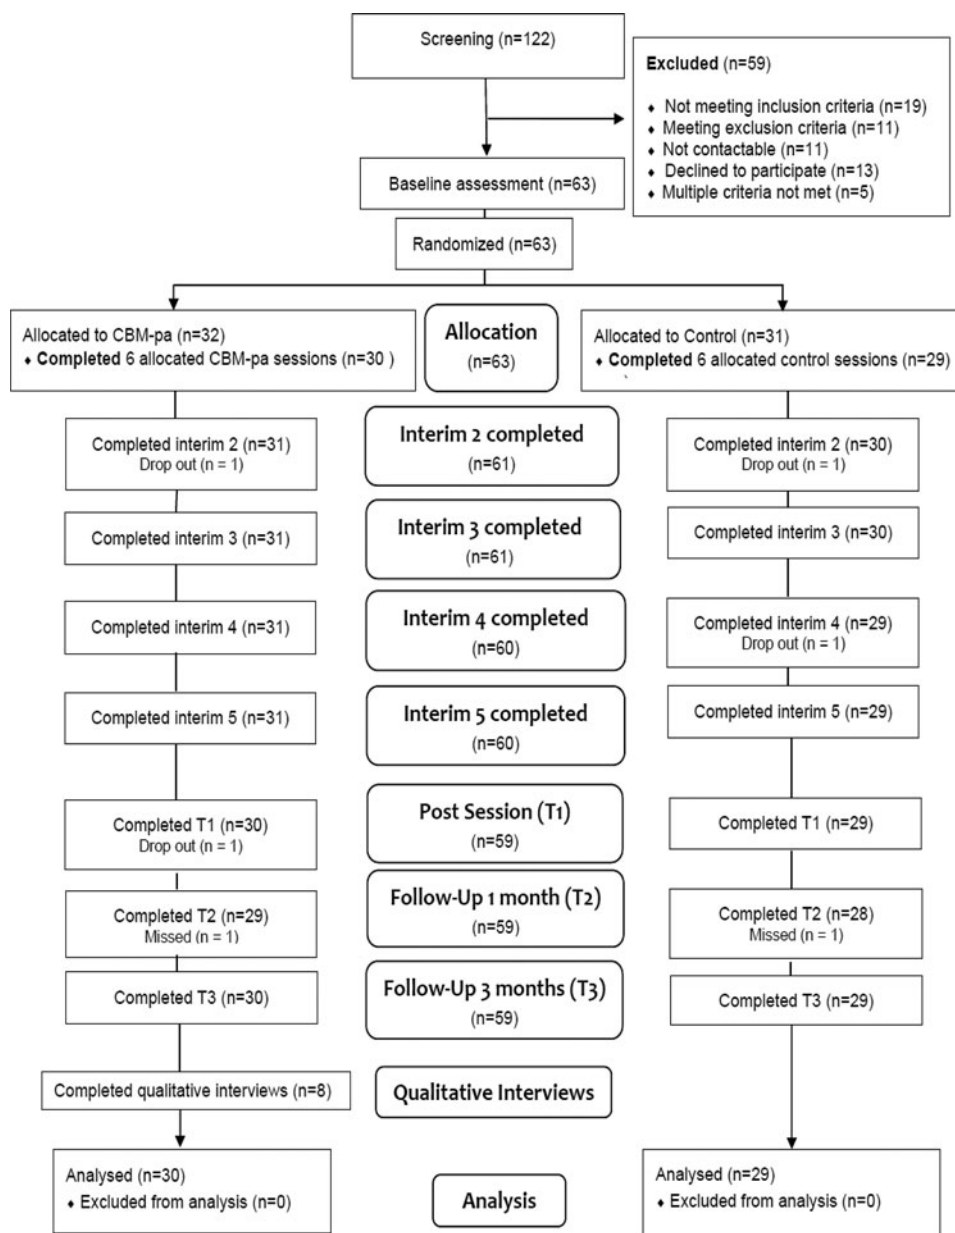 Screening (n=122)
Excluded (n=59)
♦ Not meeting inclusion criteria (n=19)
♦ Meeting exclusion criteria (n=11)
♦ Not contactable (n=11)
♦ Declined to participate (n=13)
♦ Multiple criteria not met (n=5)
Baseline assessment (n=63)
Randomized (n=63)
Allocated to CBM-pa (n=32)
♦ Completed 6 allocated CBM-pa sessions (n=30 )
Allocation
(n=63)
Allocated to Control (n=31)
♦ Completed 6 allocated control sessions (n=29)
Completed interim 2 (n=31)
Drop out (n = 1)
Interim 2 completed
(n=61)
Completed interim 2 (n=30)
Drop out (n = 1)
Completed interim 3 (n=31)
Interim 3 completed
(n=61)
Completed interim 3 (n=30)
Completed interim 4 (n=31)
Interim 4 completed
(n=60)
Completed interim 4 (n=29)
Drop out (n = 1)
Completed interim 5 (n=31)
Interim 5 completed
(n=60)
Completed interim 5 (n=29)
Completed T1 (n=30)
Drop out (n = 1)
Post Session (T1)
(n=59)
Completed T1 (n=29)
Completed T2 (n=29)
Missed (n = 1)
Follow-Up 1 month (T2)
(n=59)
Completed T2 (n=28)
Missed (n = 1)
Completed T3 (n=30)
Follow-Up 3 months (T3)
(n=59)
Completed T3 (n=29)
Completed qualitative interviews (n=8)
Qualitative Interviews
Analysed (n=30)
♦ Excluded from analysis (n=0)
Analysis
Analysed (n=29)
♦ Excluded from analysis (n=0)